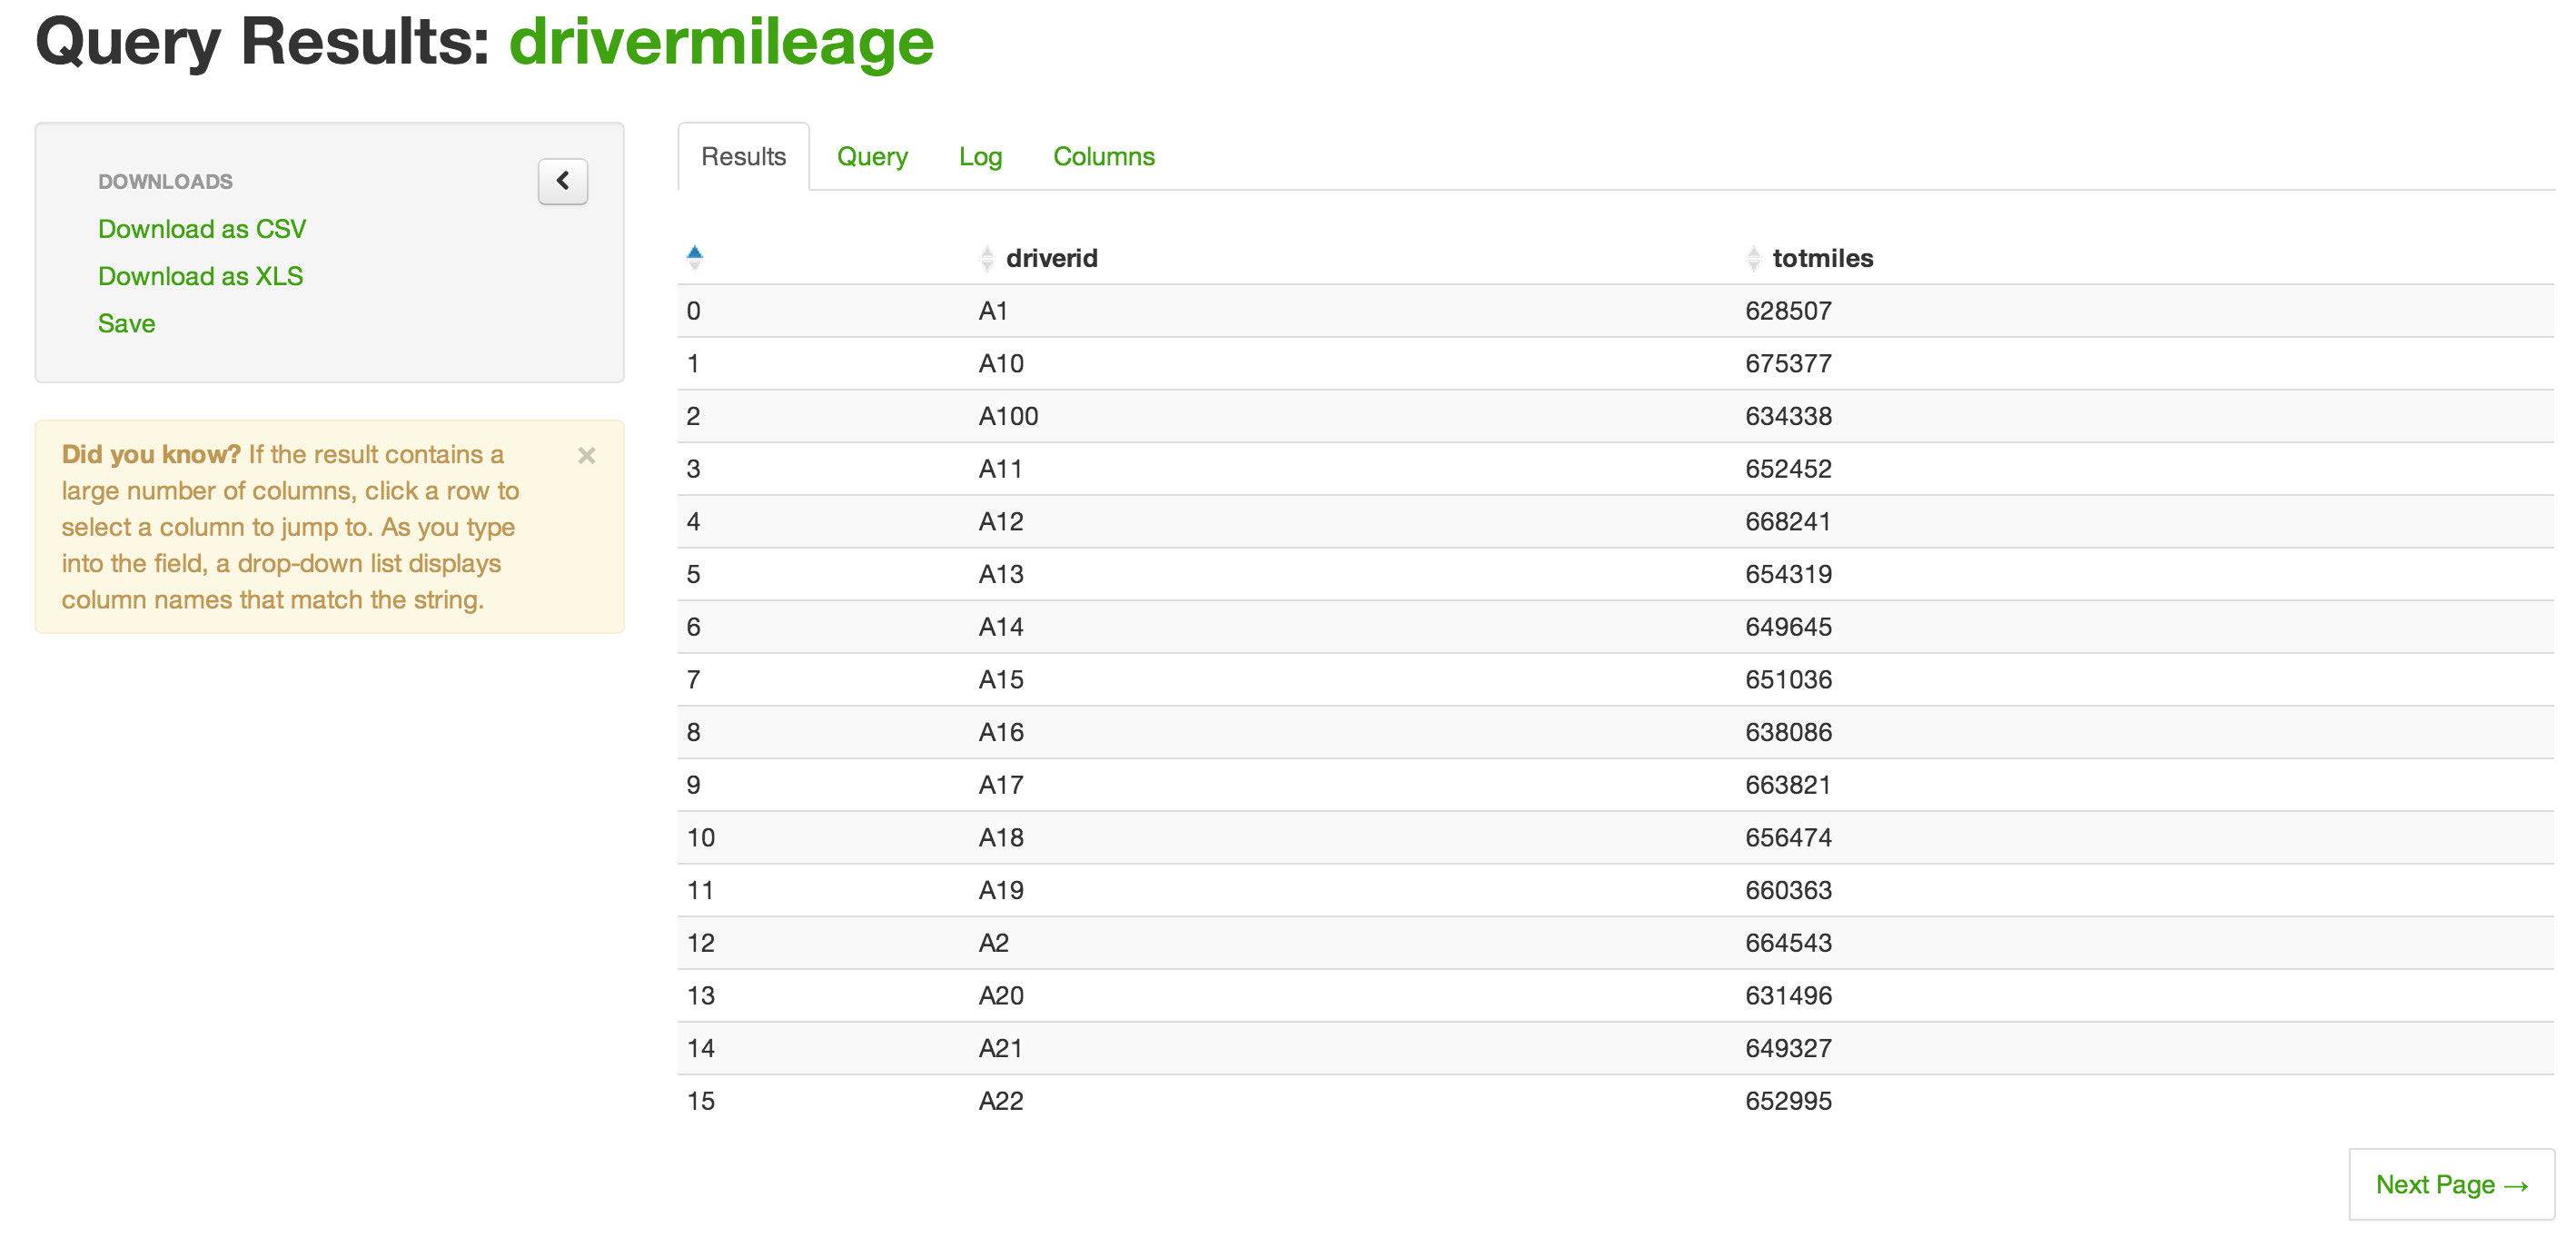 Query Results: drivermileage
DOWNLOADS
Download as CSV
Download as XLS
Save
Did you know? If the result contains a
large number of columns, click a row to
select a column to jump to. As you type
into the field, a drop-down list displays
column names that match the string.
×
Results Query Log Columns
driverid totmiles
0 A1 628507
1 A10 675377
2 A100 634338
3 A11 652452
4 A12 668241
5 A13 654319
6 A14 649645
7 A15 651036
8 A16 638086
9 A17 663821
10 A18 656474
11 A19 660363
12 A2 664543
13 A20 631496
14 A21 649327
15 A22 652995
Next Page →